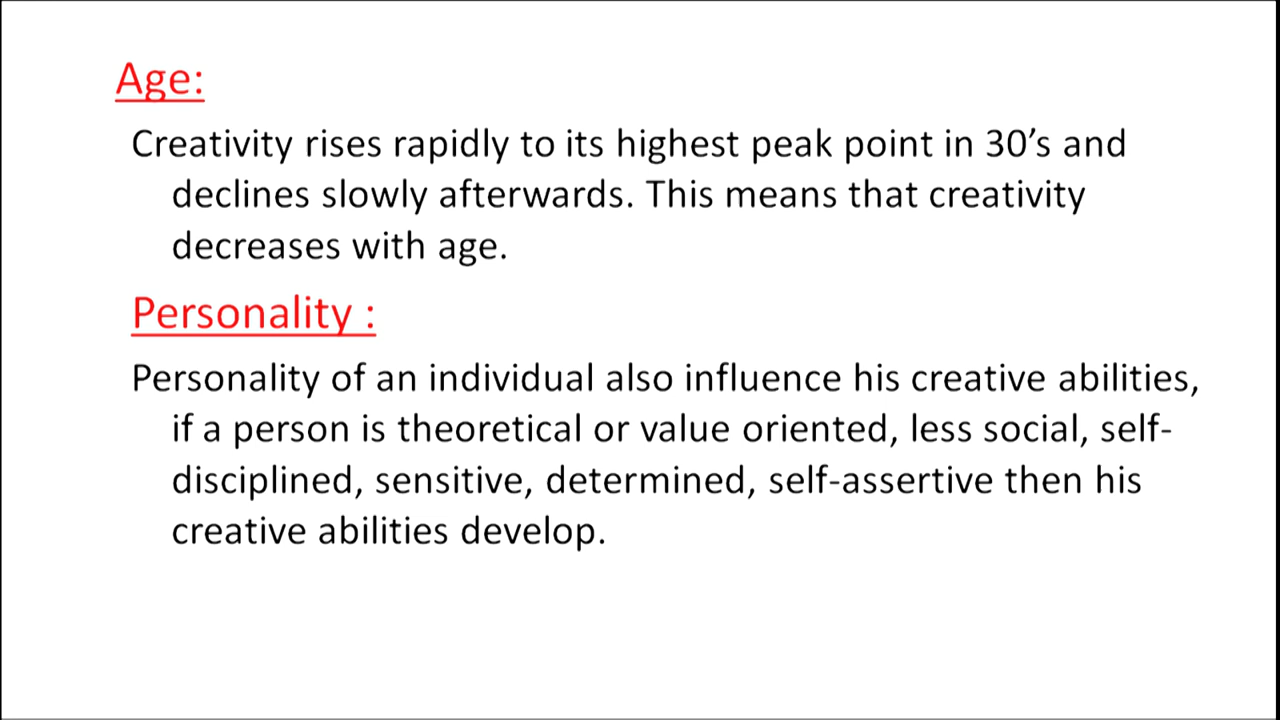 Age:
Creativity rises rapidly to its highest peak point in 30’s and
declines slowly afterwards. This means that creativity
decreases with age.
Personality :
Personality of an individual also influence his creative abilities,
if a person is theoretical or value oriented, less social, self-
disciplined, sensitive, determined, self-assertive then his
creative abilities develop.